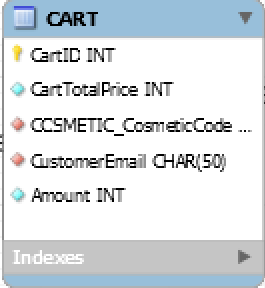 CART
CartID INT
CartTotalPrice INT
CCSMETIC_CosmeticCode ...
CustomerEmail CHAR(50)
Amount INT
Indexes